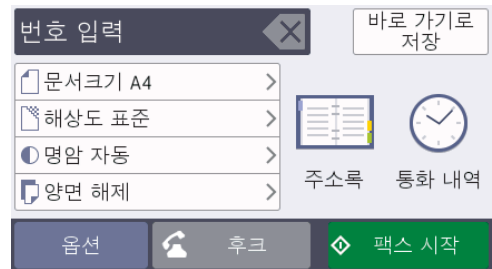 번호 입력
바로 가기로
저장
문서크기 A4
해상도 표준
명암 자동
양면 해제
주소록
통화 내역
옵션
후크
팩스 시작